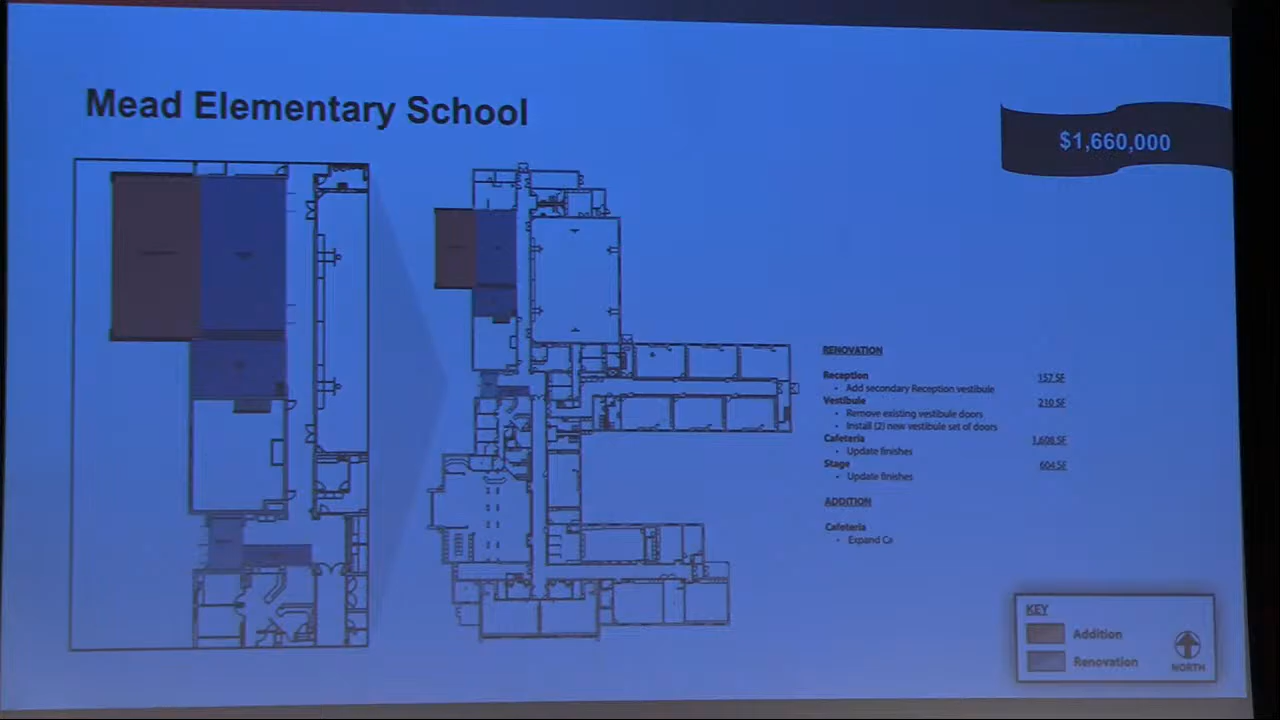 Mead Elementary School
$1,660,000
RENOVATION
Reception 157 SF
• Add secondary Reception vestibule
Vestibule 210 SF
• Remove existing vestibule doors
• Install (2) new vestibule set of doors
Cafeteria 1,608 SF
• Update finishes
Stage 604 SF
• Update finishes
ADDITION
Cafeteria
• Expand Ca
KEY
Addition
Renovation
NORTH